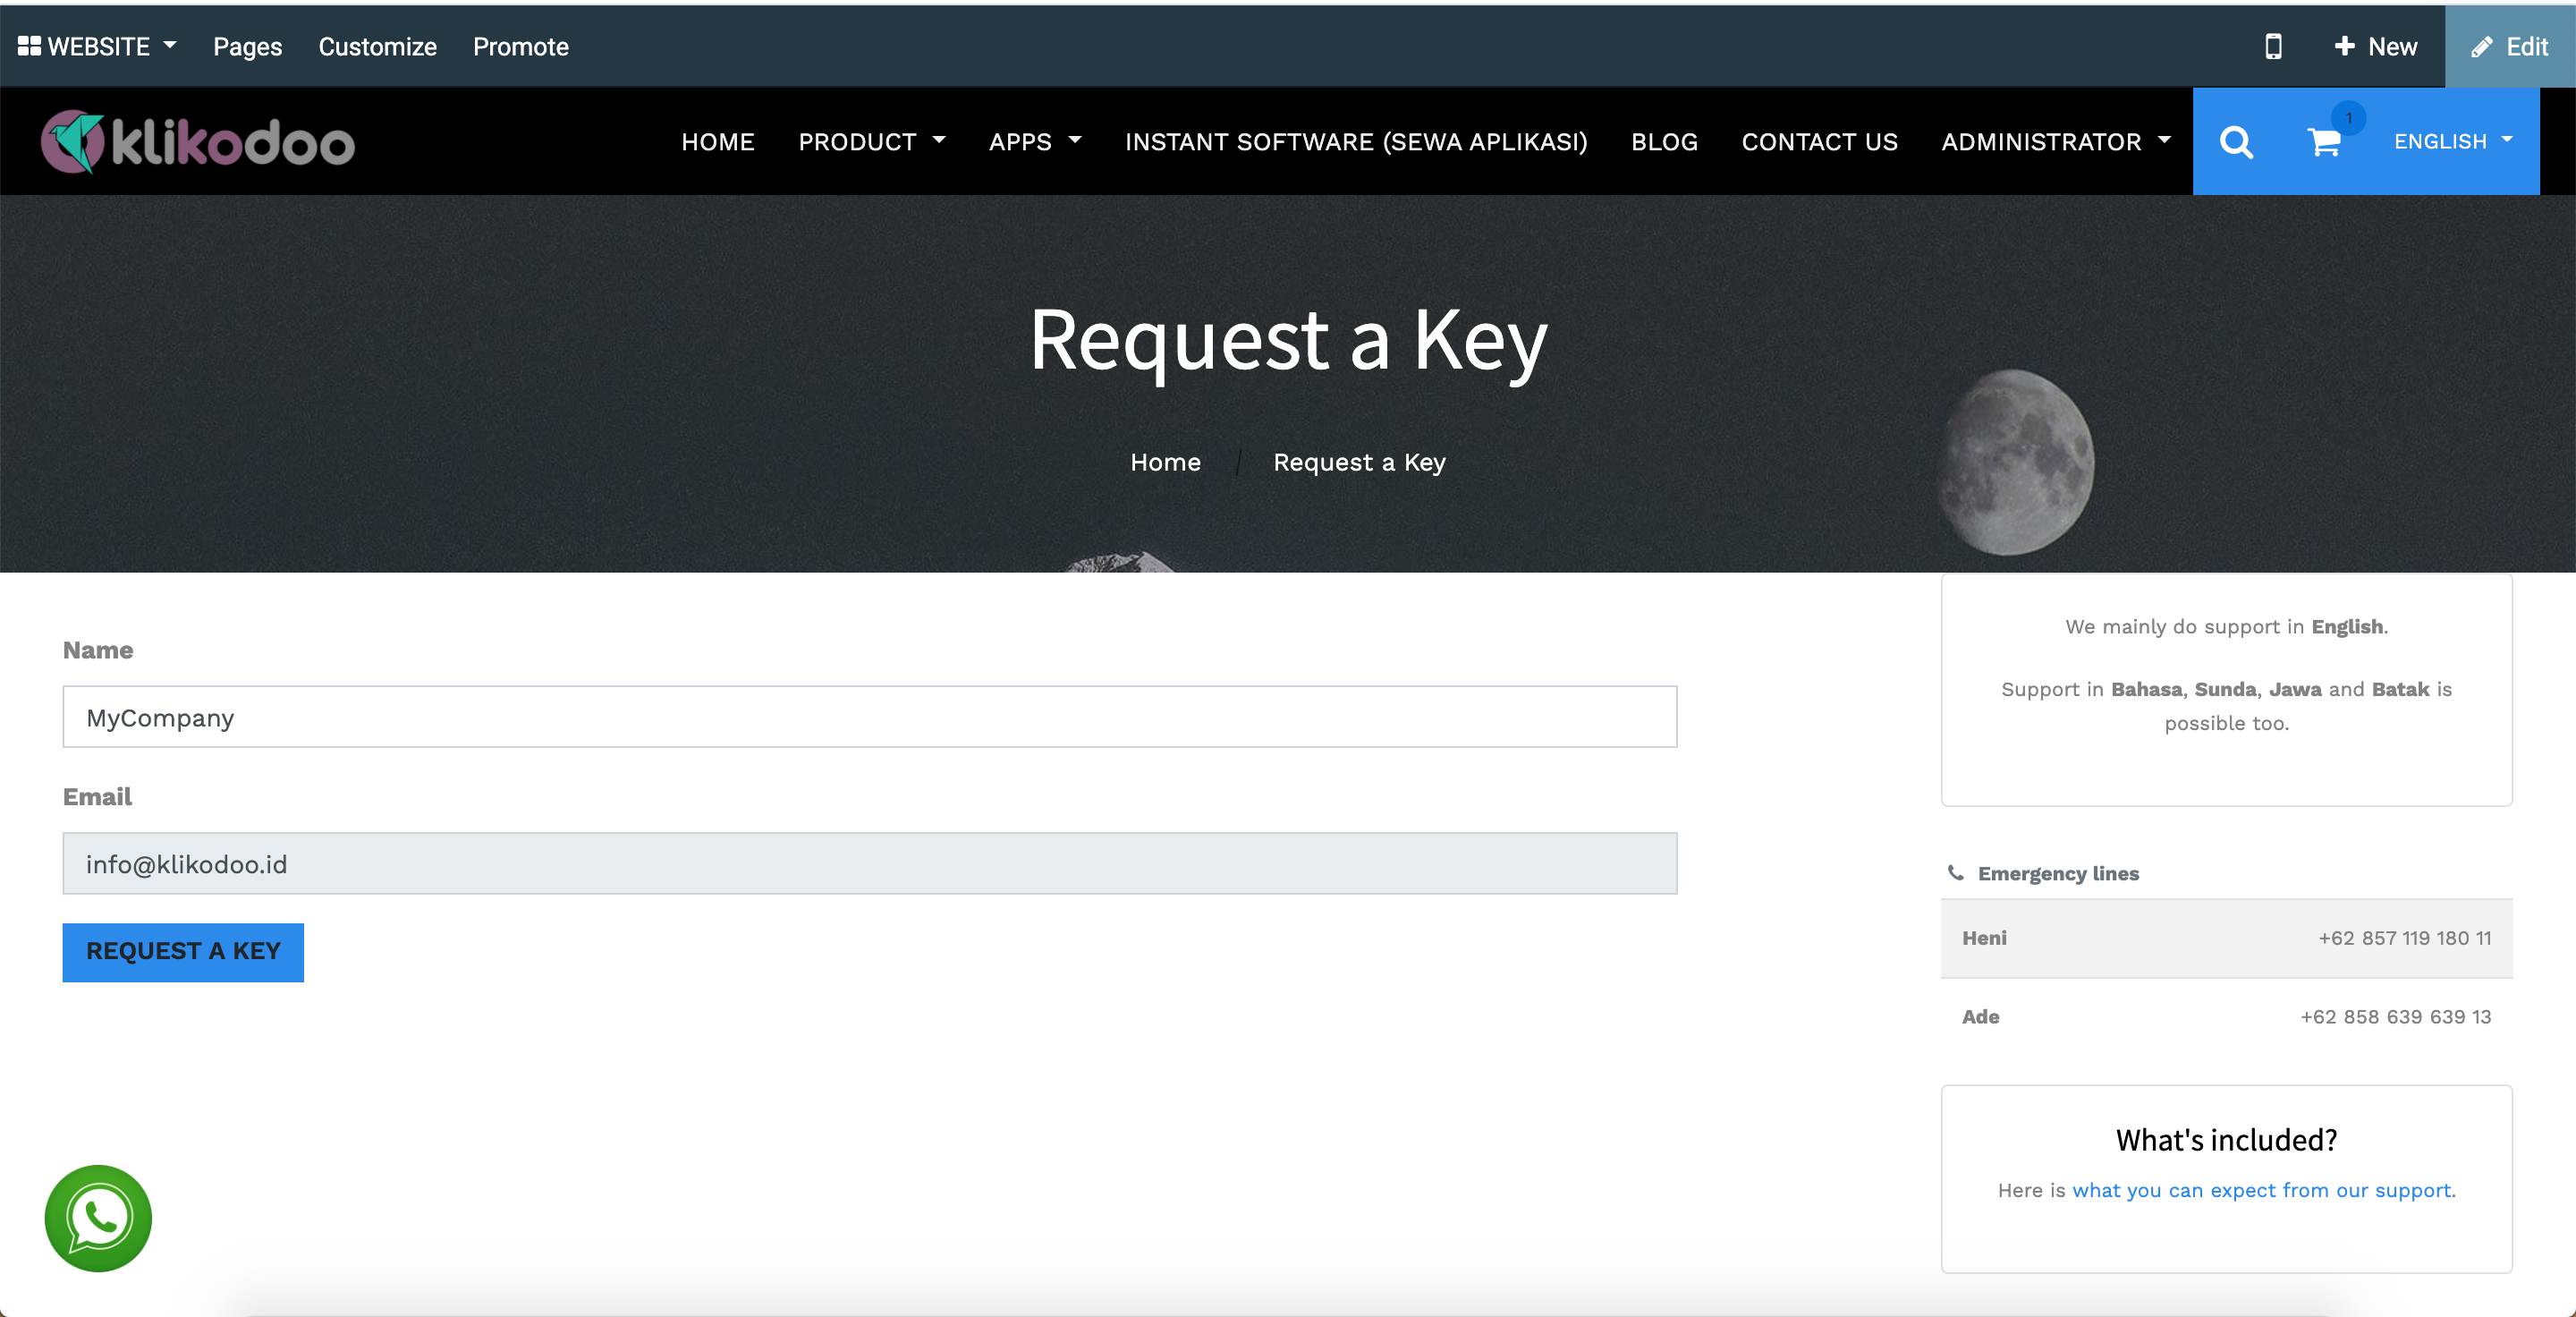 WEBSITE Pages Customize Promote New Edit
klikodoo HOME PRODUCT APPS INSTANT SOFTWARE (SEWA APLIKASI) BLOG CONTACT US ADMINISTRATOR 1 ENGLISH
Request a Key
Home / Request a Key
Name
MyCompany
Email
info@klikodoo.id
REQUEST A KEY
We mainly do support in English.
Support in Bahasa, Sunda, Jawa and Batak is
possible too.
Emergency lines
Heni +62 857 119 180 11
Ade +62 858 639 639 13
What's included?
Here is what you can expect from our support.